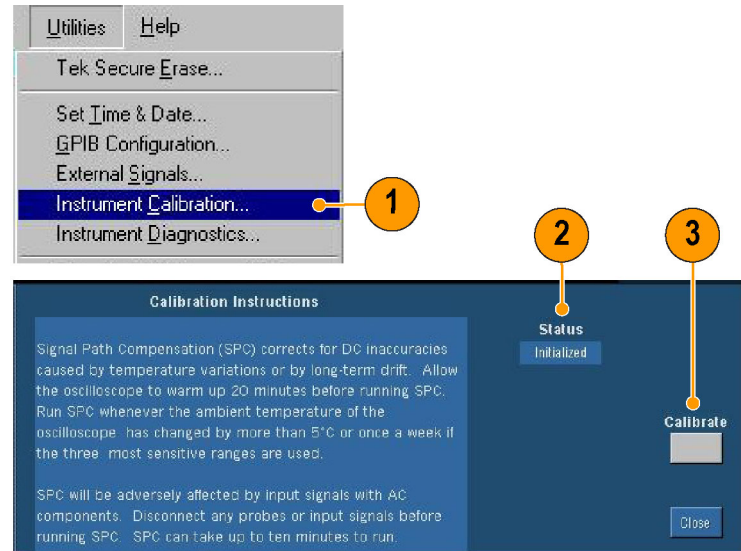 Utilities Help
Tek Secure Erase...
Set Time & Date...
GPIB Configuration...
External Signals...
Instrument Calibration...
Instrument Diagnostics...
1
2
3
Calibration Instructions
Signal Path Compensation (SPC) corrects for DC inaccuracies
caused by temperature variations or by long-term drift. Allow
the oscilloscope to warm up 20 minutes before running SPC.
Run SPC whenever the ambient temperature of the
oscilloscope has changed by more than 5°C or once a week if
the three most sensitive ranges are used.
SPC will be adversely affected by input signals with AC
components. Disconnect any probes or input signals before
running SPC. SPC can take up to ten minutes to run.
Status
Initialized
Calibrate
Close